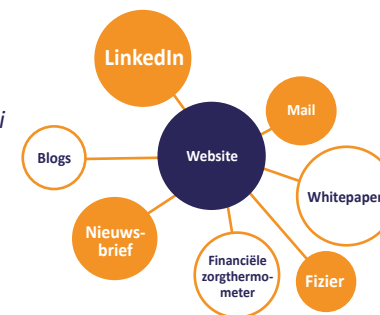 LinkedIn
i
Mail
Blogs
Website
Whitepaper
Nieuws-
brief
Financiële
zorgthermo-
meter
Fizier